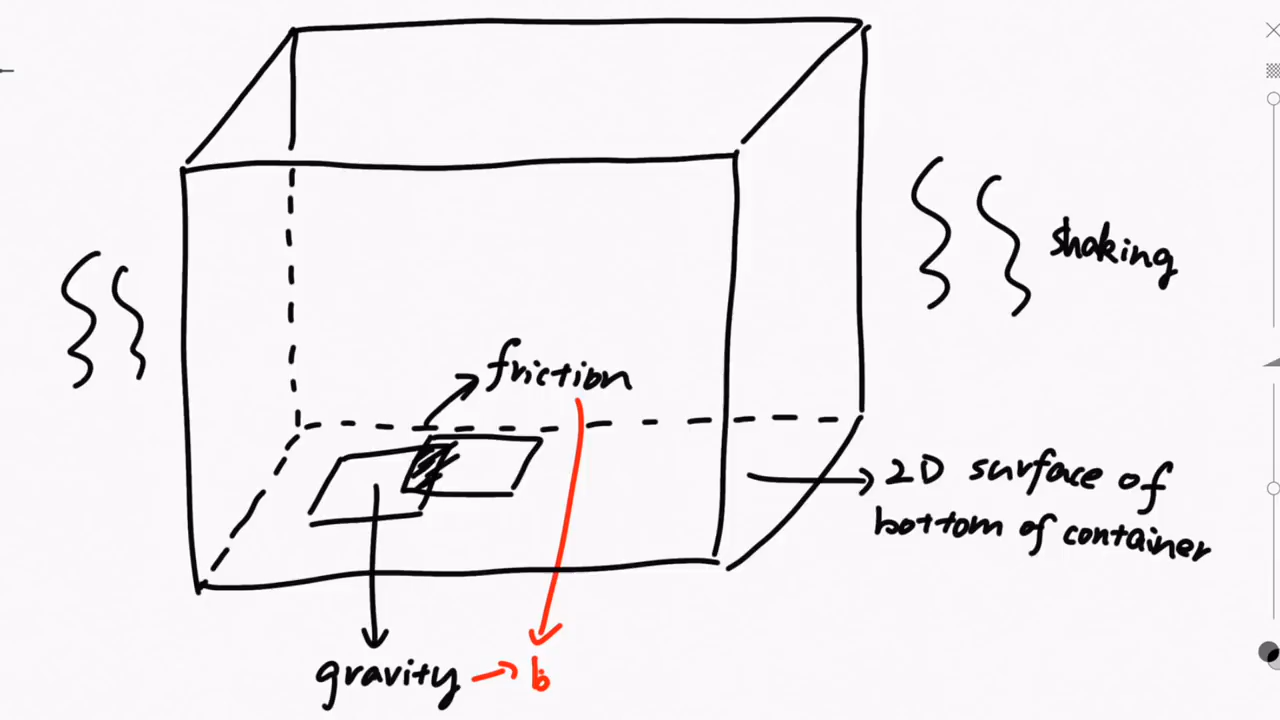 shaking
friction
2D surface of
bottom of container
gravity → b